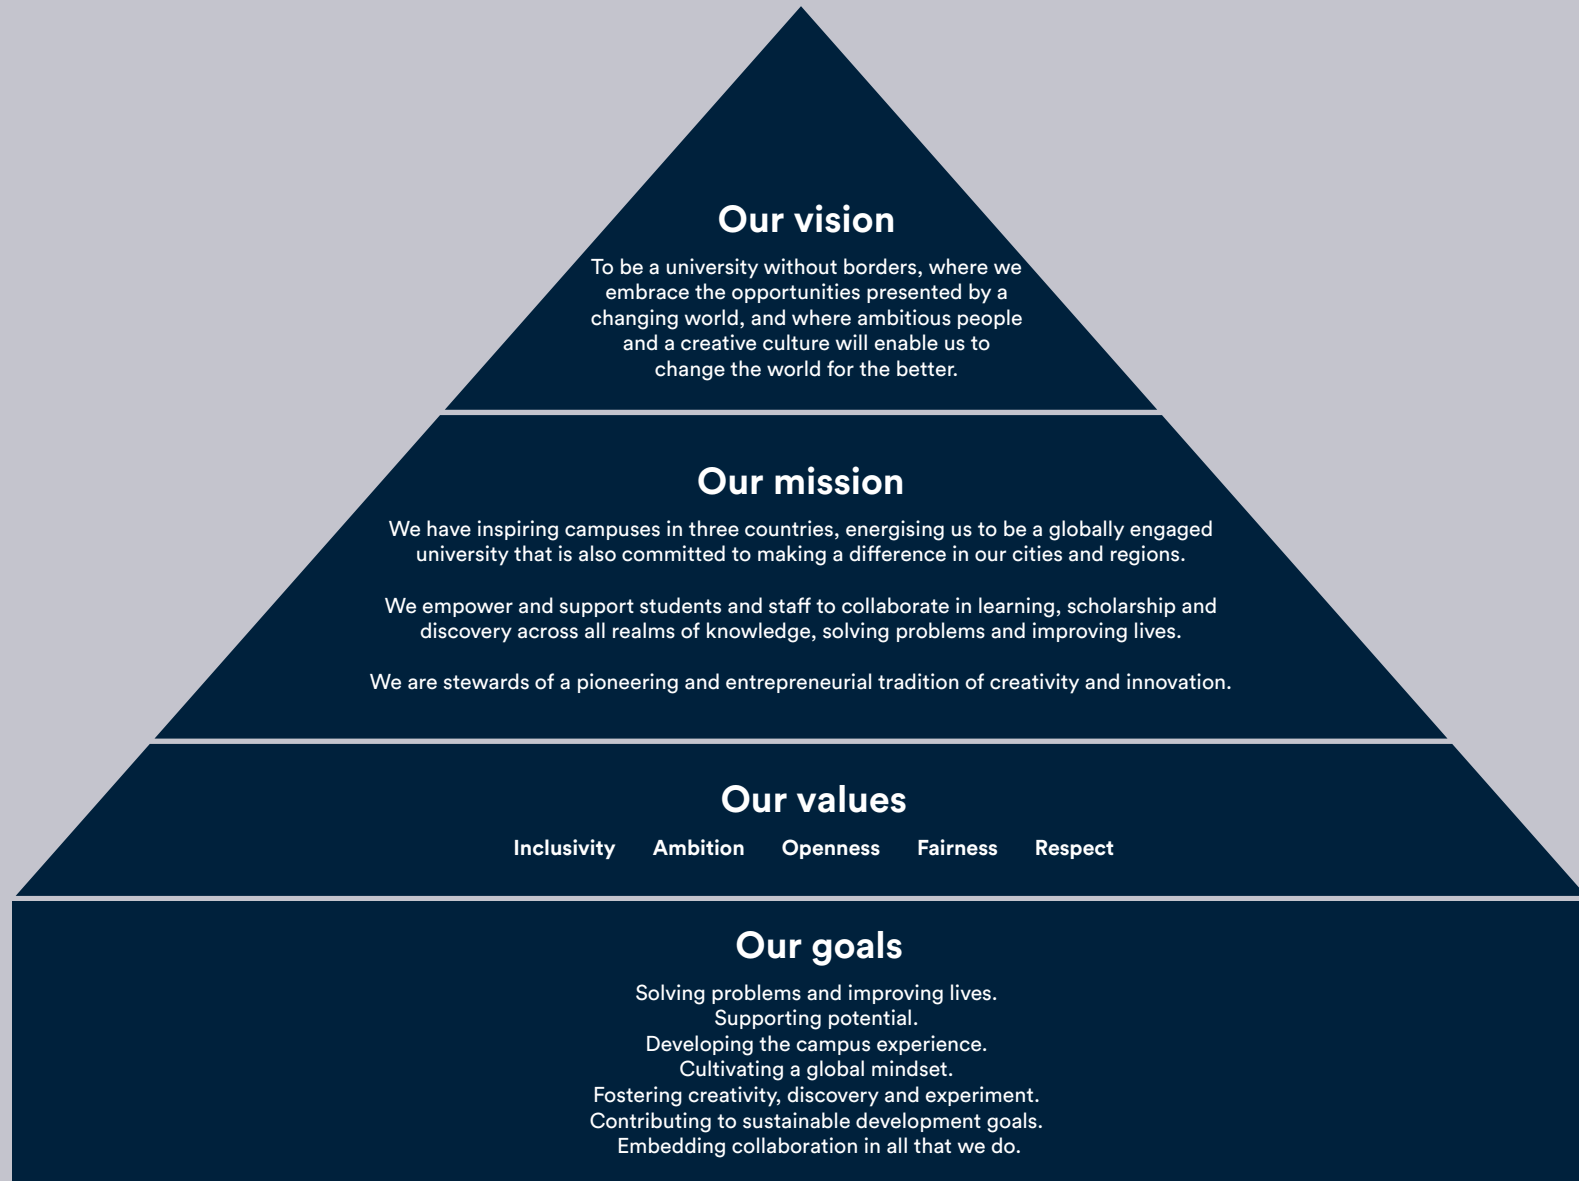 Our vision
To be a university without borders, where we
embrace the opportunities presented by a
changing world, and where ambitious people
and a creative culture will enable us to
change the world for the better.
Our mission
We have inspiring campuses in three countries, energising us to be a globally engaged
university that is also committed to making a difference in our cities and regions.
We empower and support students and staff to collaborate in learning, scholarship and
discovery across all realms of knowledge, solving problems and improving lives.
We are stewards of a pioneering and entrepreneurial tradition of creativity and innovation.
Our values
Inclusivity Ambition Openness Fairness Respect
Our goals
Solving problems and improving lives.
Supporting potential.
Developing the campus experience.
Cultivating a global mindset.
Fostering creativity, discovery and experiment.
Contributing to sustainable development goals.
Embedding collaboration in all that we do.